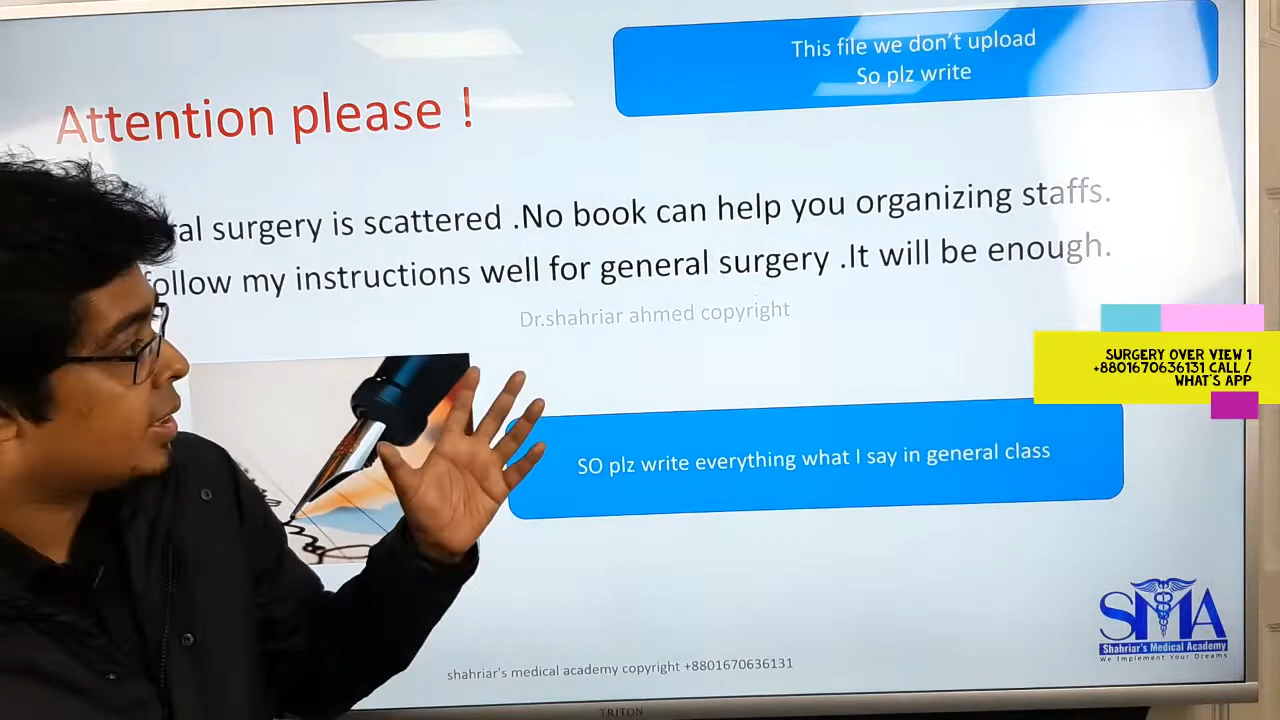 This file we don't upload
So plz write
Attention please !
ral surgery is scattered .No book can help you organizing staffs.
follow my instructions well for general surgery .It will be enough.
Dr.shahriar ahmed copyright
SURGERY OVER VIEW 1
+8801670636131 CALL /
WHAT'S APP
SO plz write everything what I say in general class
SMA
Shahriar's Medical Academy
We Implement Your Dreams
shahriar's medical academy copyright +8801670636131
TRITON